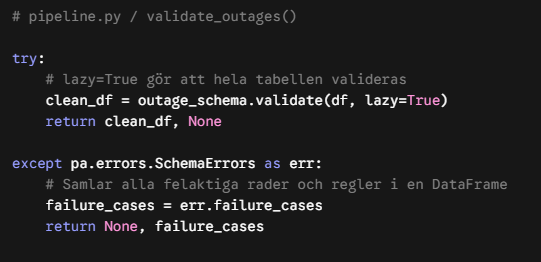 # pipeline.py / validate_outages()
try:
# lazy=True gör att hela tabellen valideras
clean_df = outage_schema.validate(df, lazy=True)
return clean_df, None
except pa.errors.SchemaErrors as err:
# Samlar alla felaktiga rader och regler i en DataFrame
failure_cases = err.failure_cases
return None, failure_cases